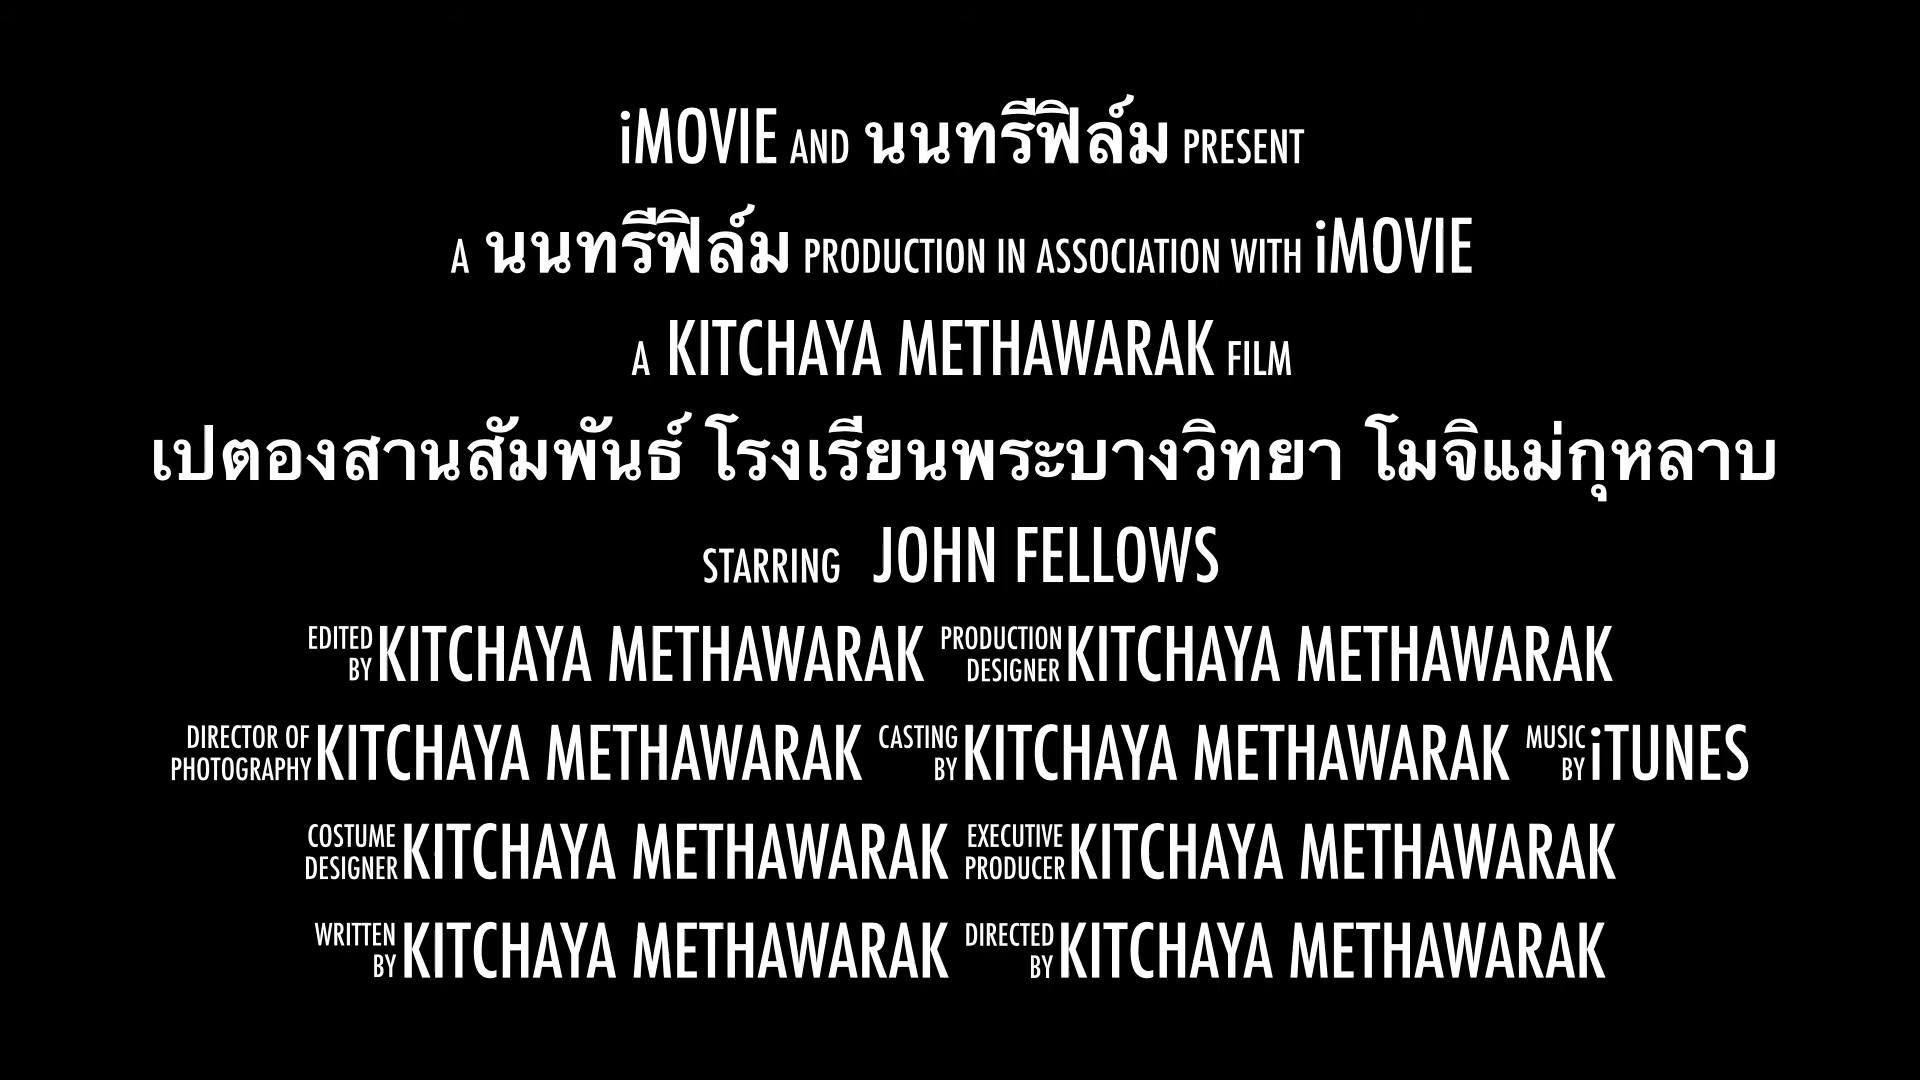 iMOVIE AND นนทรีฟิล์ม PRESENT
A นนทรีฟิล์ม PRODUCTION IN ASSOCIATION WITH iMOVIE
A KITCHAYA METHAWARAK FILM
เปตองสานสัมพันธ์ โรงเรียนพระบางวิทยา โมจิแม่กุหลาบ
STARRING JOHN FELLOWS
EDITED BY KITCHAYA METHAWARAK PRODUCTION DESIGNER KITCHAYA METHAWARAK
DIRECTOR OF PHOTOGRAPHY KITCHAYA METHAWARAK CASTING BY KITCHAYA METHAWARAK MUSIC BY iTUNES
COSTUME DESIGNER KITCHAYA METHAWARAK EXECUTIVE PRODUCER KITCHAYA METHAWARAK
WRITTEN BY KITCHAYA METHAWARAK DIRECTED BY KITCHAYA METHAWARAK